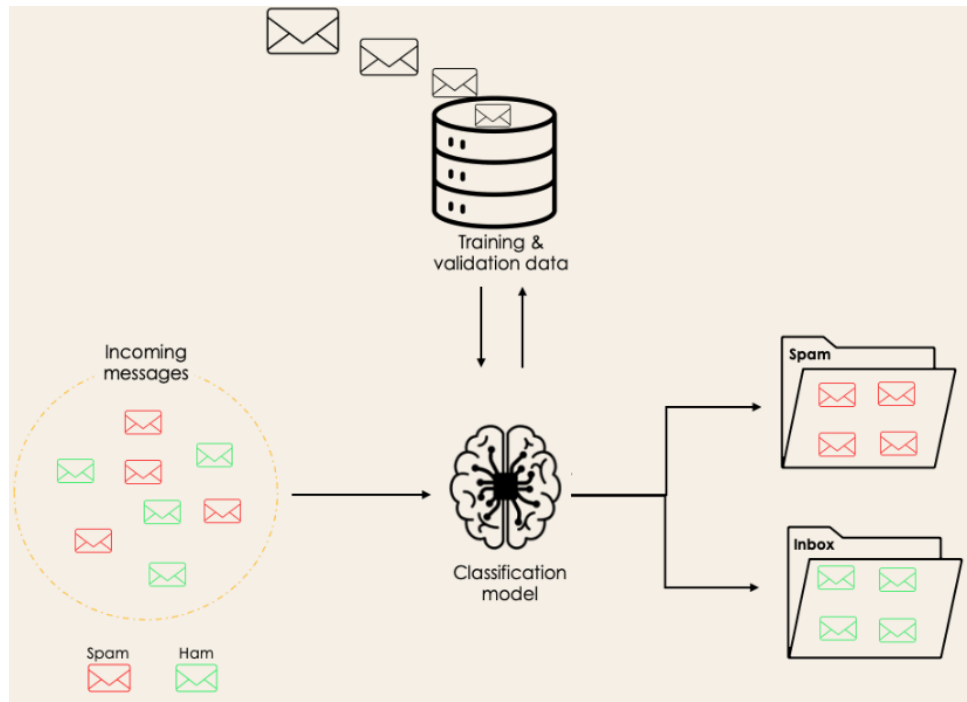 Training &
validation data
Incoming
messages
Spam
Classification
model
Inbox
Spam
Ham